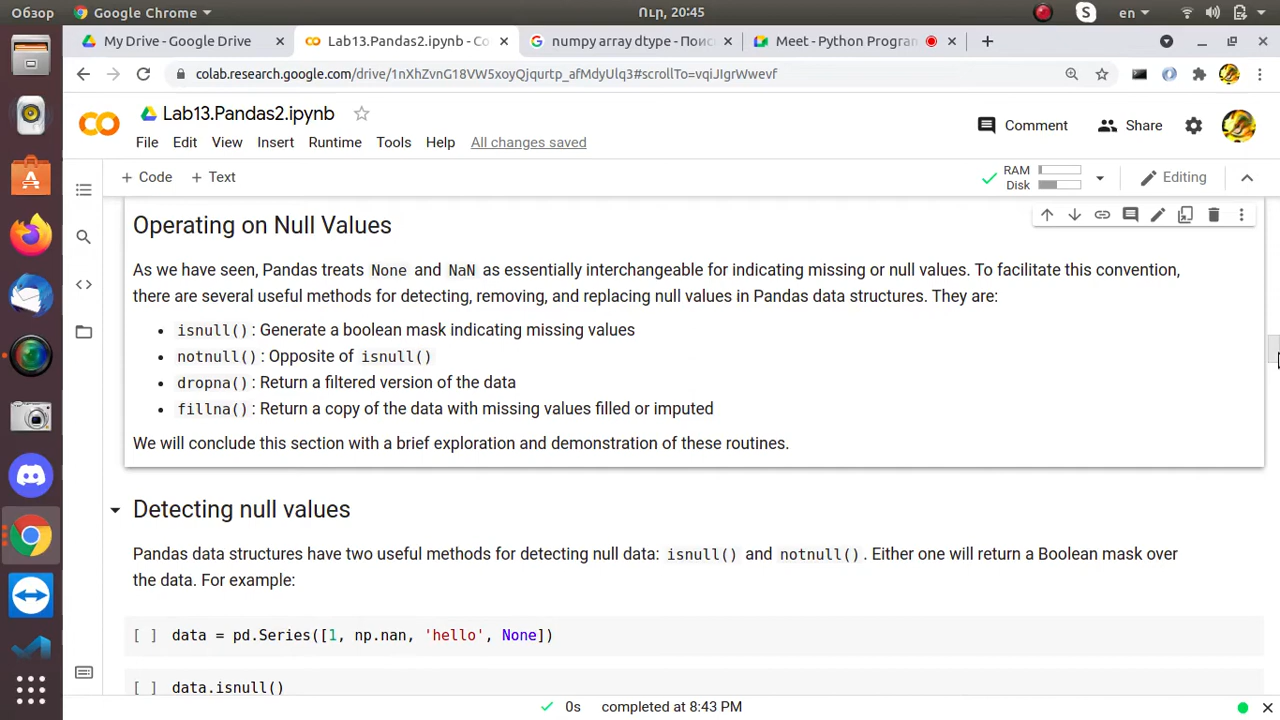 Обзор
Google Chrome
Ուր, 20:45
en
My Drive - Google Drive
Lab13.Pandas2.ipynb - Co
numpy array dtype - Поис
Meet - Python Progran
colab.research.google.com/drive/1nXhZvnG18VW5xoyQjqurtp_afMdyUlq3#scrollTo=vqiJIgrWwevf
Lab13.Pandas2.ipynb
Comment
Share
File Edit View Insert Runtime Tools Help All changes saved
+ Code + Text
RAM
Disk
Editing
Operating on Null Values
As we have seen, Pandas treats None and NaN as essentially interchangeable for indicating missing or null values. To facilitate this convention,
there are several useful methods for detecting, removing, and replacing null values in Pandas data structures. They are:
• isnull(): Generate a boolean mask indicating missing values
• notnull(): Opposite of isnull()
• dropna(): Return a filtered version of the data
• fillna(): Return a copy of the data with missing values filled or imputed
We will conclude this section with a brief exploration and demonstration of these routines.
Detecting null values
Pandas data structures have two useful methods for detecting null data: isnull() and notnull(). Either one will return a Boolean mask over
the data. For example:
[ ] data = pd.Series([1, np.nan, 'hello', None])
[ ] data.isnull()
0s completed at 8:43 PM